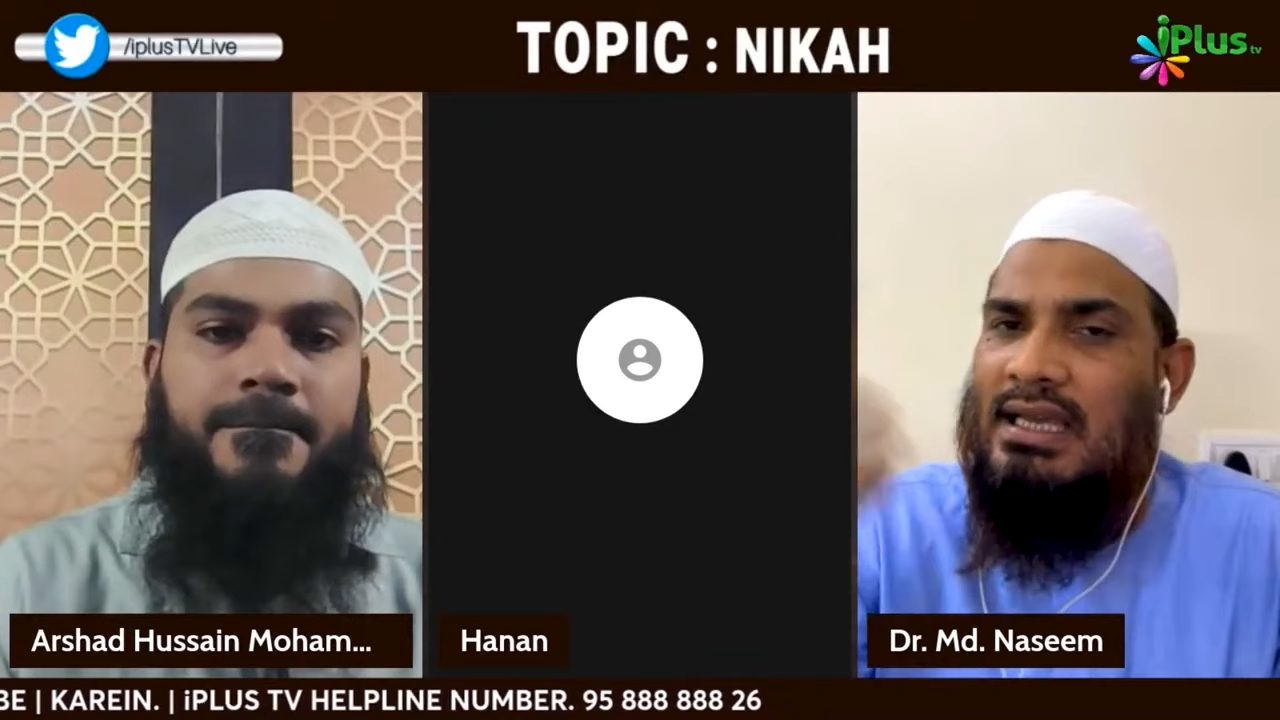 /iplusTVLive
TOPIC : NIKAH
iPlus tv
Arshad Hussain Moham...
Hanan
Dr. Md. Naseem
BE | KAREIN. | iPLUS TV HELPLINE NUMBER. 95 888 888 26